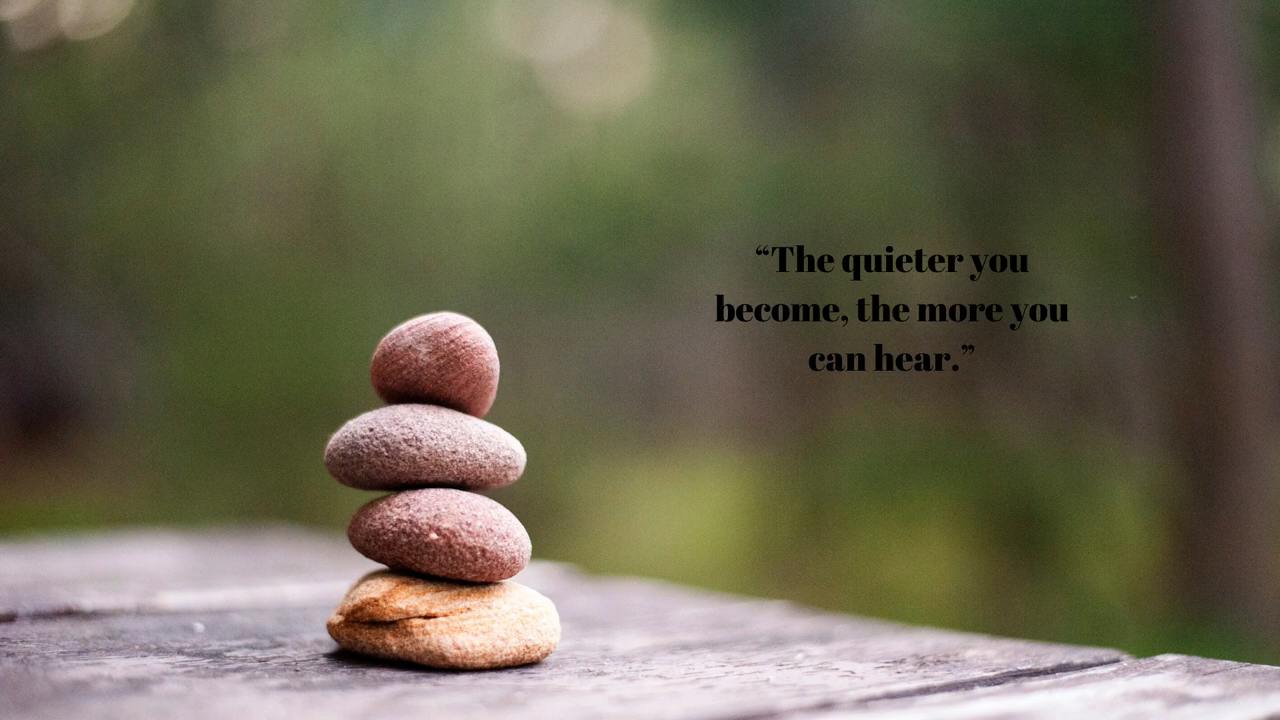 “The quieter you
become, the more you
can hear.”